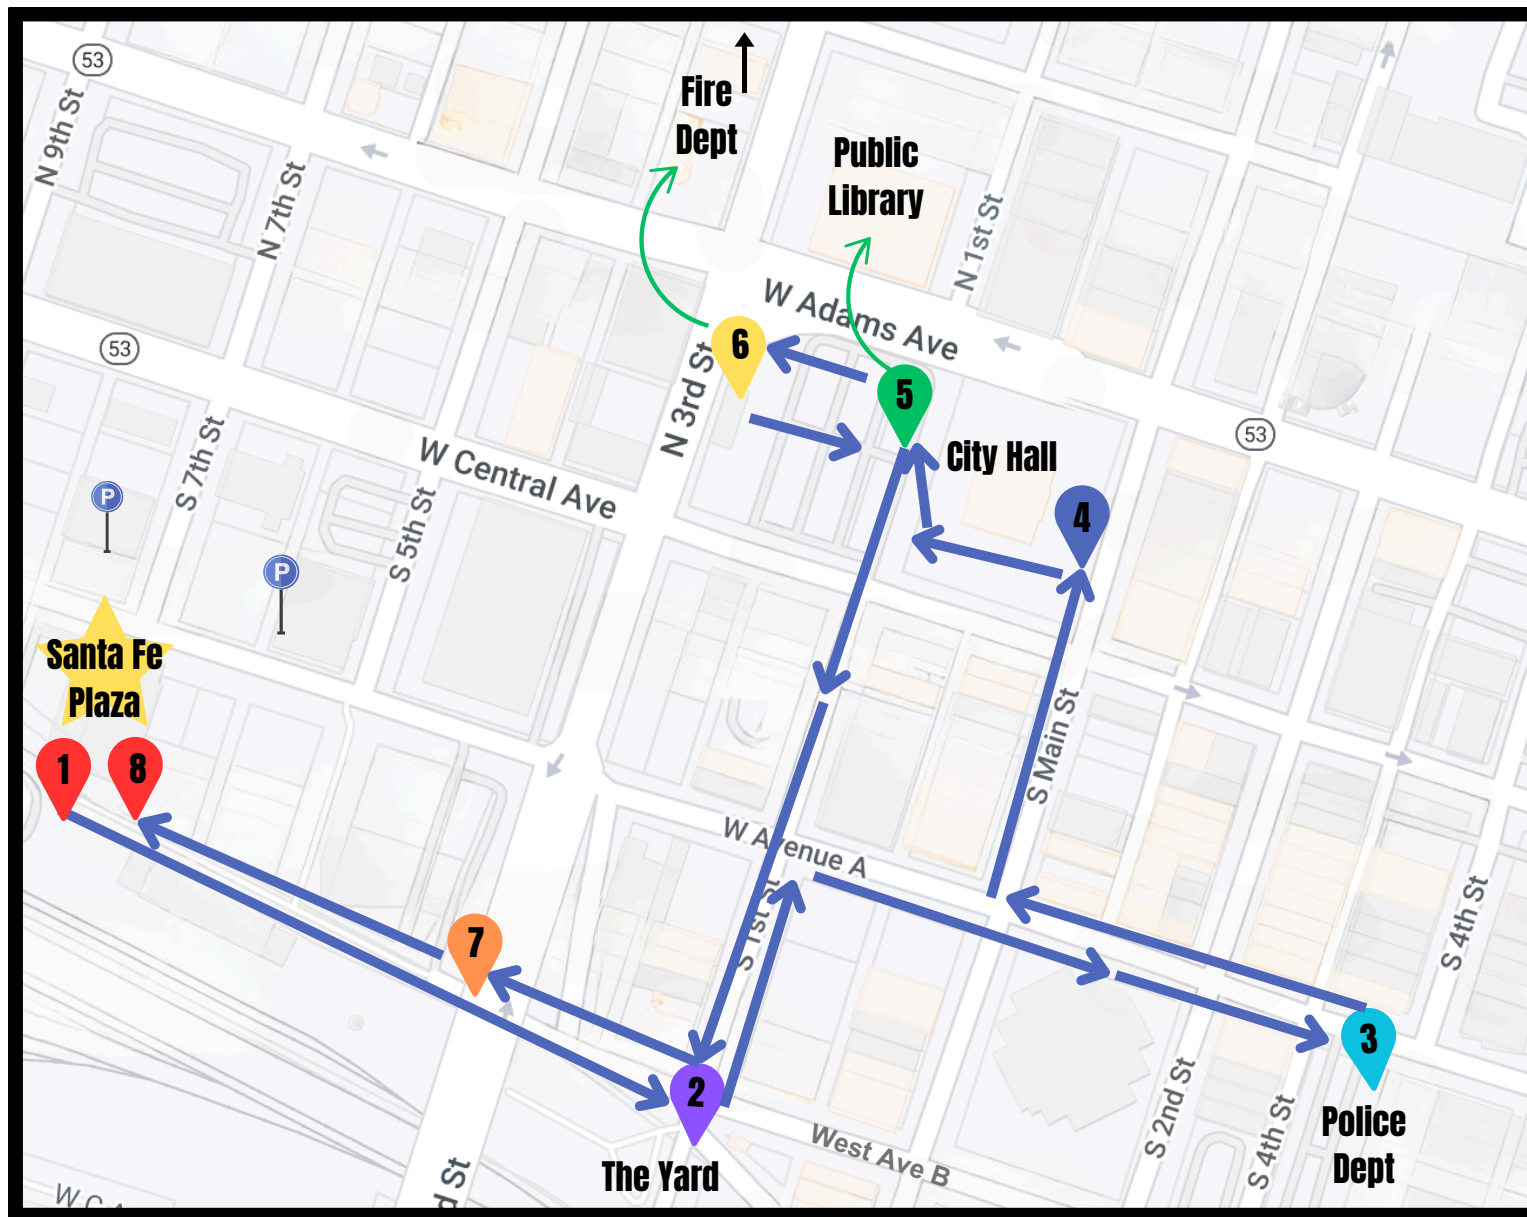 53
N 9th St
N 7th St
Fire
Dept
Public
Library
N 1st St
W Adams Ave
53
6
N 3rd St
5
City Hall
53
S 7th St
W Central Ave
P
S 5th St
4
P
Santa Fe
Plaza
1
8
S Main St
W Avenue A
S 1st St
7
S 4th St
3
2
Police
Dept
S 2nd St
S 4th St
West Ave B
The Yard
d St
W C